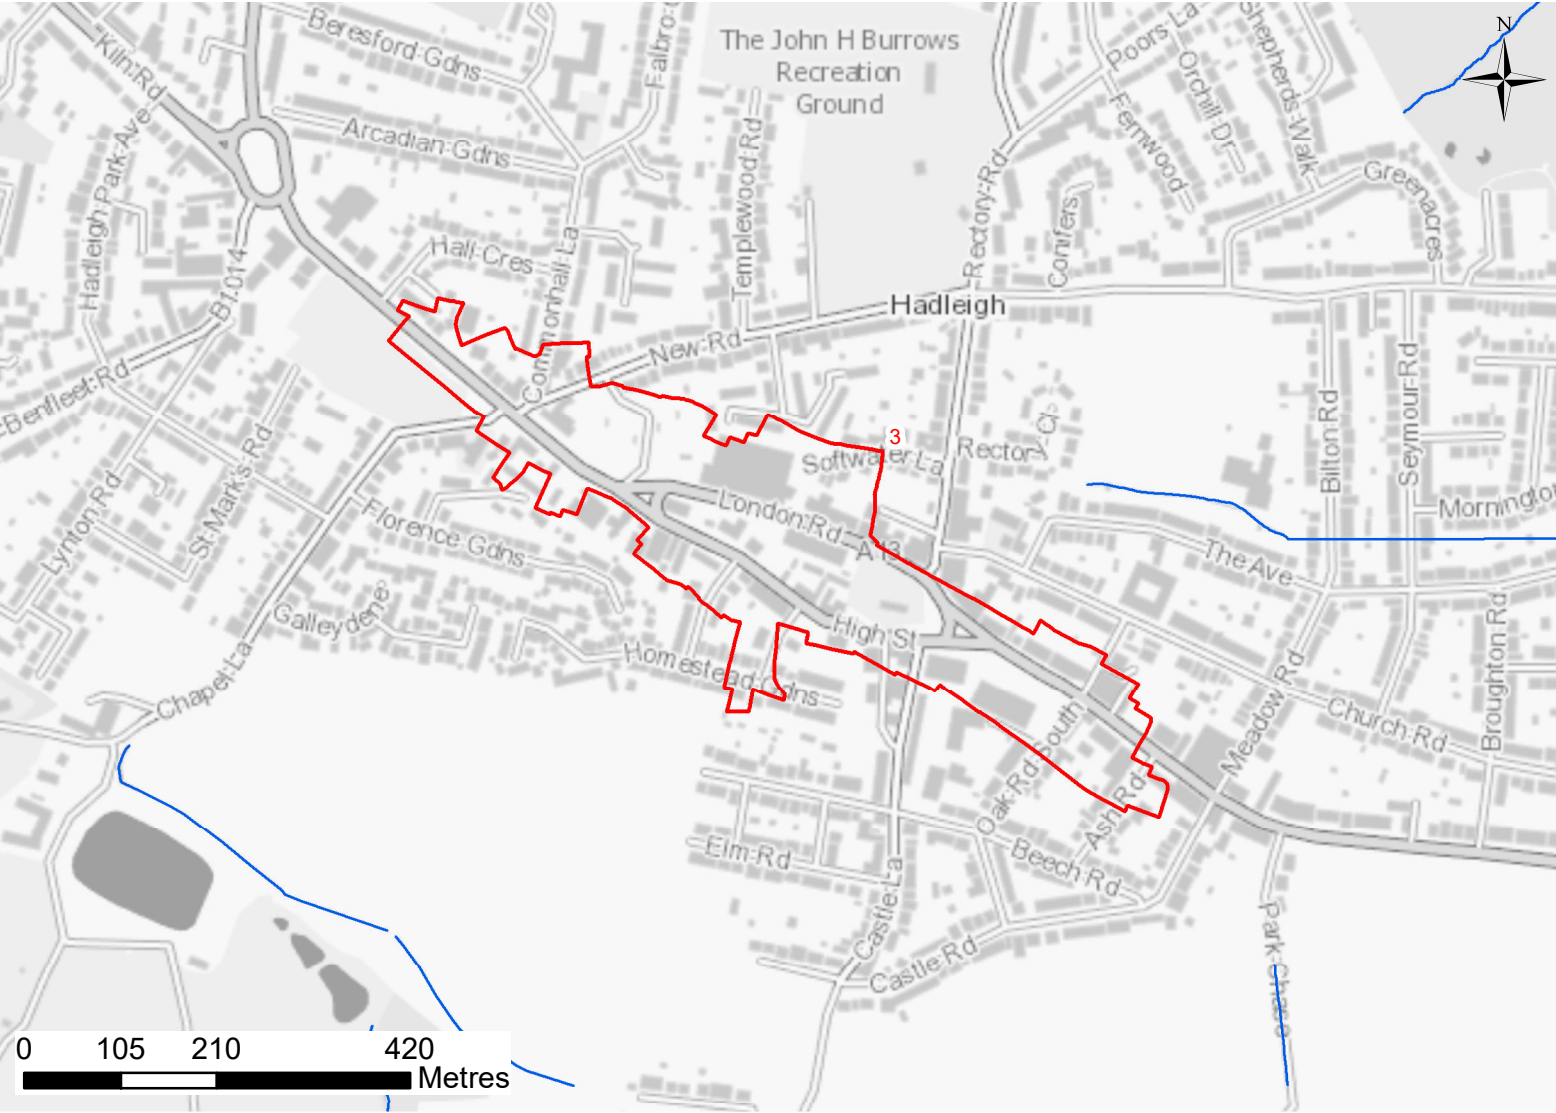 Beresford Gdns
Falbro
The John H Burrows
Recreation
Ground
Poors La
Shepherds Walk
N
Kiln Rd
Orchill Dr
Fernwood
Arcadian Gdns
Hadleigh Park Ave
Templewood Rd
Rectory Rd
Greenacres
Conifers
Hall Cres
Commonhall La
B1014
Hadleigh
New Rd
Benfleet Rd
St Mark's Rd
3
Softwater La
Rectory Cl
Bilton Rd
Seymour Rd
Mornington
Lynton Rd
Florence Gdns
London Rd
A 13
The Ave
Galleydene
High St
Homestead Gdns
Chapel La
Meadow Rd
Broughton Rd
Church Rd
Oak Rd South
Ash Rd
Elm Rd
Beech Rd
Castle La
Castle Rd
Park Chase
0 105 210 420
Metres